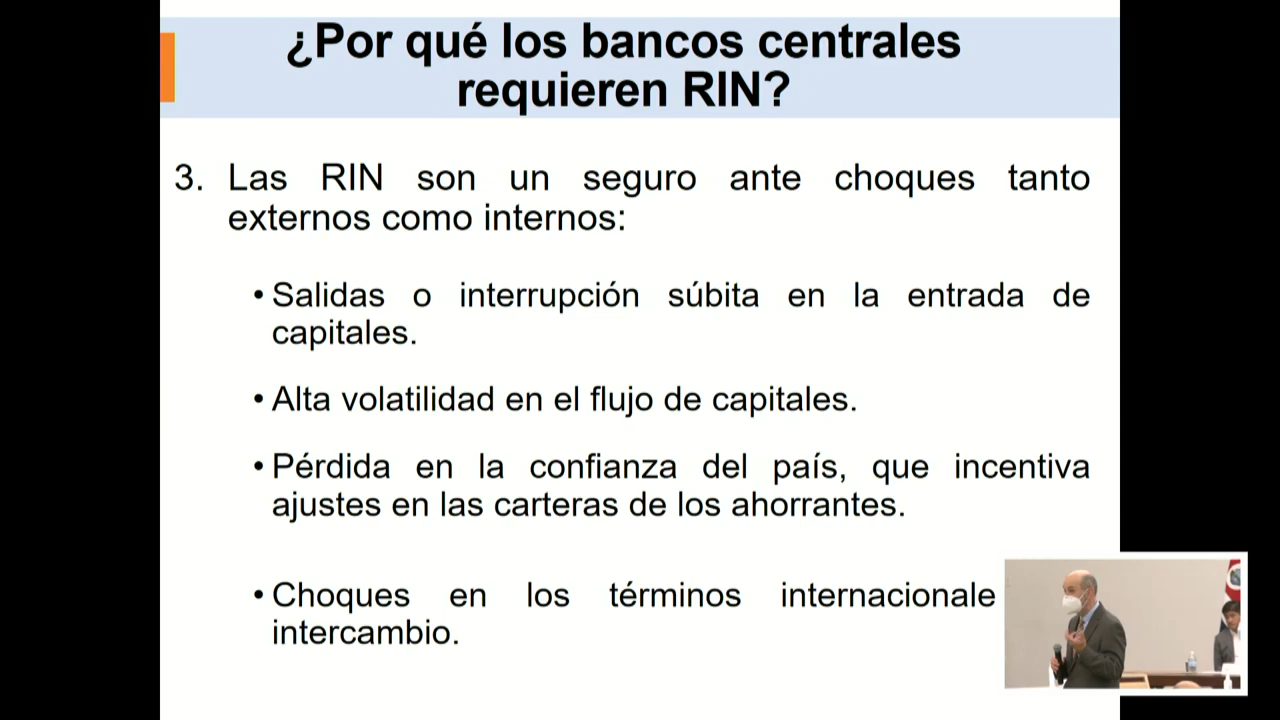 ¿Por qué los bancos centrales
requieren RIN?
3. Las RIN son un seguro ante choques tanto
externos como internos:
• Salidas o interrupción súbita en la entrada de
capitales.
• Alta volatilidad en el flujo de capitales.
• Pérdida en la confianza del país, que incentiva
ajustes en las carteras de los ahorrantes.
• Choques en los términos internacionale
intercambio.